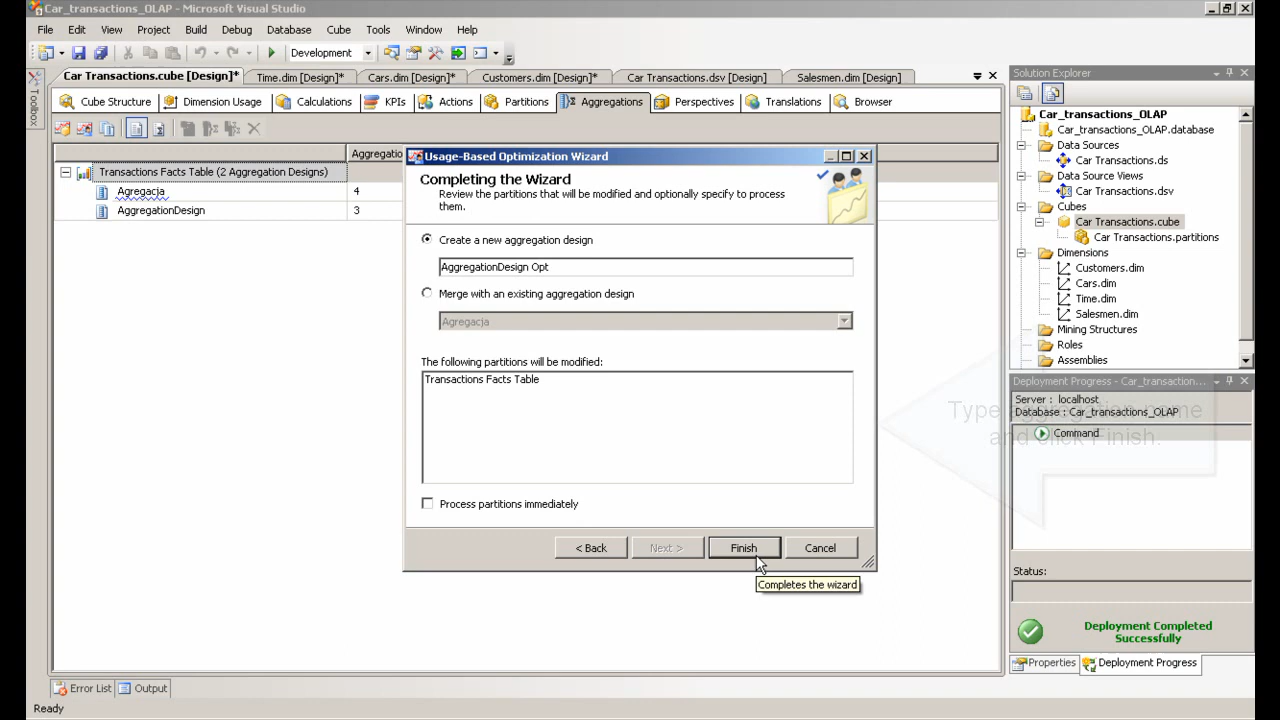 Car_transactions_OLAP - Microsoft Visual Studio
File Edit View Project Build Debug Database Cube Tools Window Help
Development
Car Transactions.cube [Design]* Time.dim [Design]* Cars.dim [Design]* Customers.dim [Design]* Car Transactions.dsv [Design] Salesmen.dim [Design]
Cube Structure Dimension Usage Calculations KPIs Actions Partitions Aggregations Perspectives Translations Browser
Toolbox
Aggregatio
Transactions Facts Table (2 Aggregation Designs)
Agregacja 4
AggregationDesign 3
Usage-Based Optimization Wizard
Completing the Wizard
Review the partitions that will be modified and optionally specify to process
them.
Create a new aggregation design
AggregationDesign Opt
Merge with an existing aggregation design
Agregacja
The following partitions will be modified:
Transactions Facts Table
Process partitions immediately
< Back Next > Finish Cancel
Completes the wizard
Type aggregation name
and click Finish.
Solution Explorer
Car_transactions_OLAP
Car_transactions_OLAP.database
Data Sources
Car Transactions.ds
Data Source Views
Car Transactions.dsv
Cubes
Car Transactions.cube
Car Transactions.partitions
Dimensions
Customers.dim
Cars.dim
Time.dim
Salesmen.dim
Mining Structures
Roles
Assemblies
Deployment Progress - Car_transaction...
Server : localhost
Database : Car_transactions_OLAP
Command
Status:
Deployment Completed
Successfully
Properties Deployment Progress
Error List Output
Ready